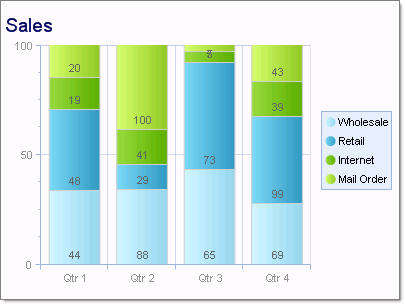 Sales
100
50
0
20
19
48
44
100
41
29
88
73
65
43
39
99
69
Qtr 1
Qtr 2
Qtr 3
Qtr 4
Wholesale
Retail
Internet
Mail Order